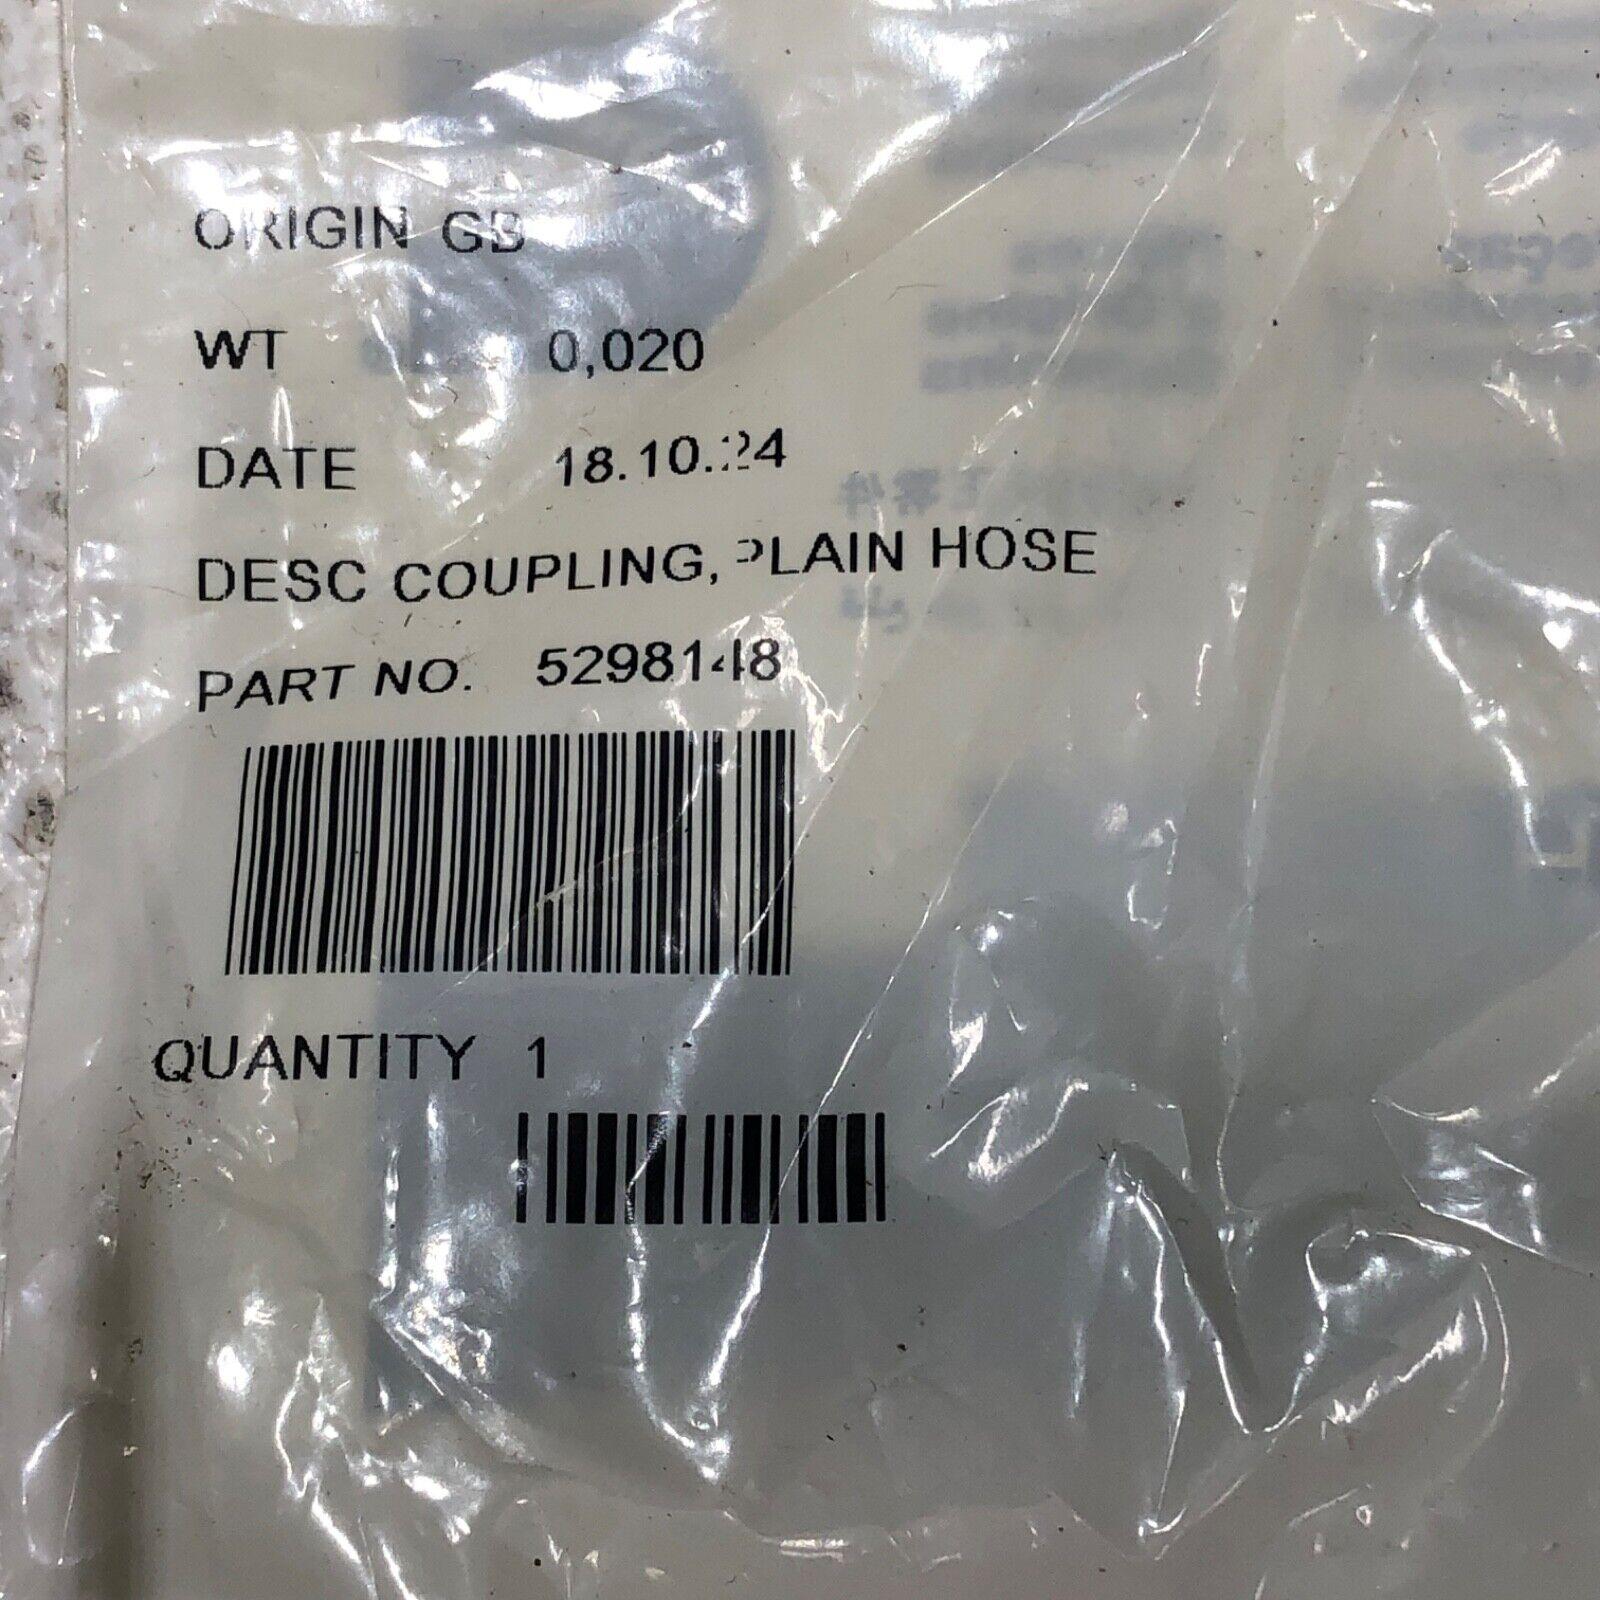 ORIGIN GB
WT 0,020
DATE 18.10.24
DESC COUPLING, PLAIN HOSE
PART NO. 5298148
QUANTITY 1